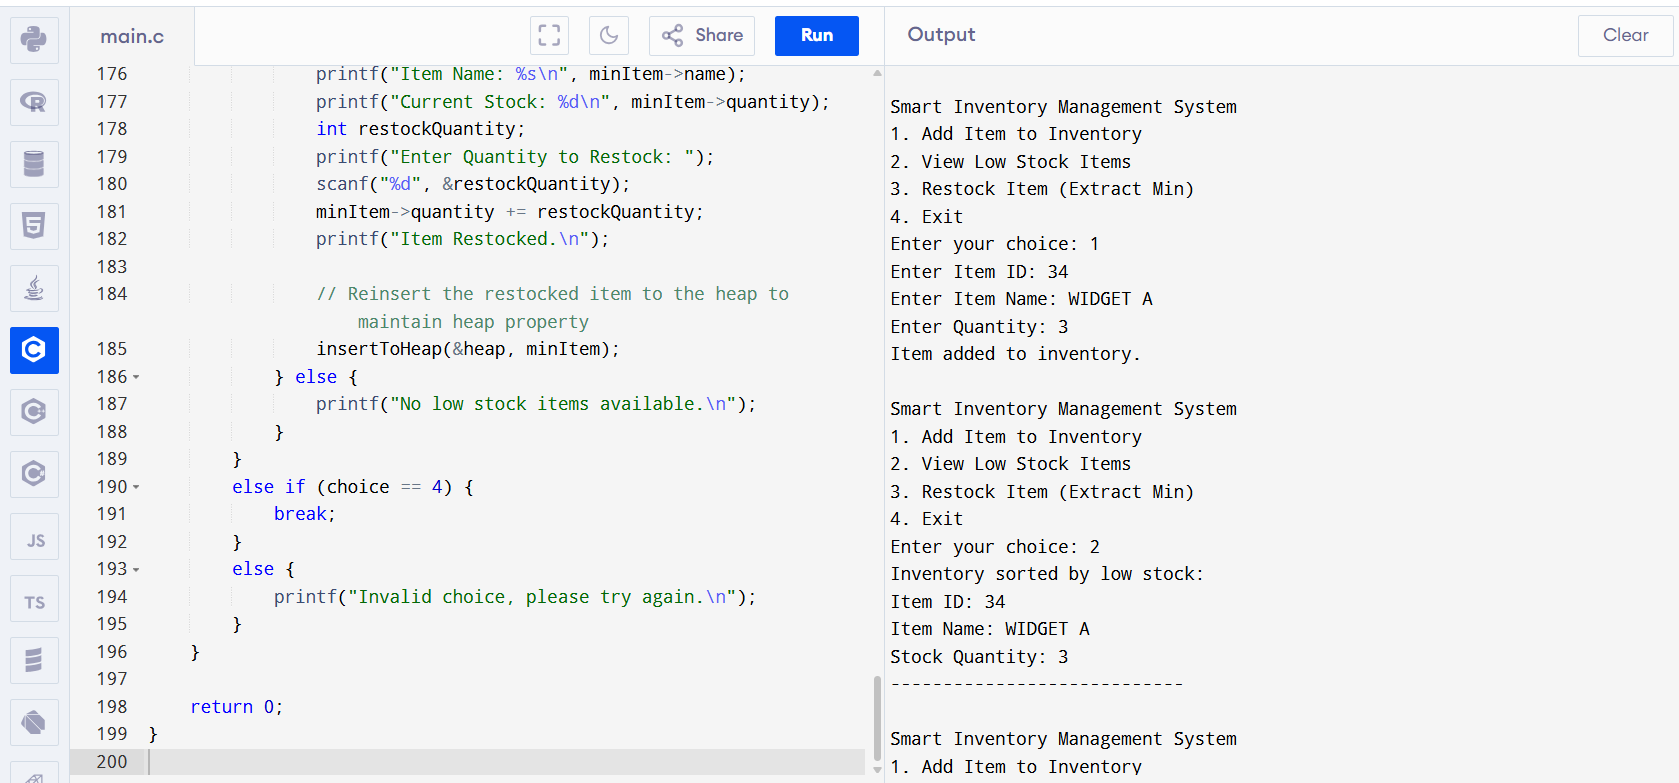 main.c
Share
Run
Output
Clear
R
5
C
C
C
JS
TS
176 printf("Item Name: %s\n", minItem->name);
177 printf("Current Stock: %d\n", minItem->quantity);
178 int restockQuantity;
179 printf("Enter Quantity to Restock: ");
180 scanf("%d", &restockQuantity);
181 minItem->quantity += restockQuantity;
182 printf("Item Restocked.\n");
183
184 // Reinsert the restocked item to the heap to
maintain heap property
185 insertToHeap(&heap, minItem);
186 } else {
187 printf("No low stock items available.\n");
188 }
189 }
190 else if (choice == 4) {
191 break;
192 }
193 else {
194 printf("Invalid choice, please try again.\n");
195 }
196 }
197
198 return 0;
199 }
200
Smart Inventory Management System
1. Add Item to Inventory
2. View Low Stock Items
3. Restock Item (Extract Min)
4. Exit
Enter your choice: 1
Enter Item ID: 34
Enter Item Name: WIDGET A
Enter Quantity: 3
Item added to inventory.
Smart Inventory Management System
1. Add Item to Inventory
2. View Low Stock Items
3. Restock Item (Extract Min)
4. Exit
Enter your choice: 2
Inventory sorted by low stock:
Item ID: 34
Item Name: WIDGET A
Stock Quantity: 3
----------------------------
Smart Inventory Management System
1. Add Item to Inventory